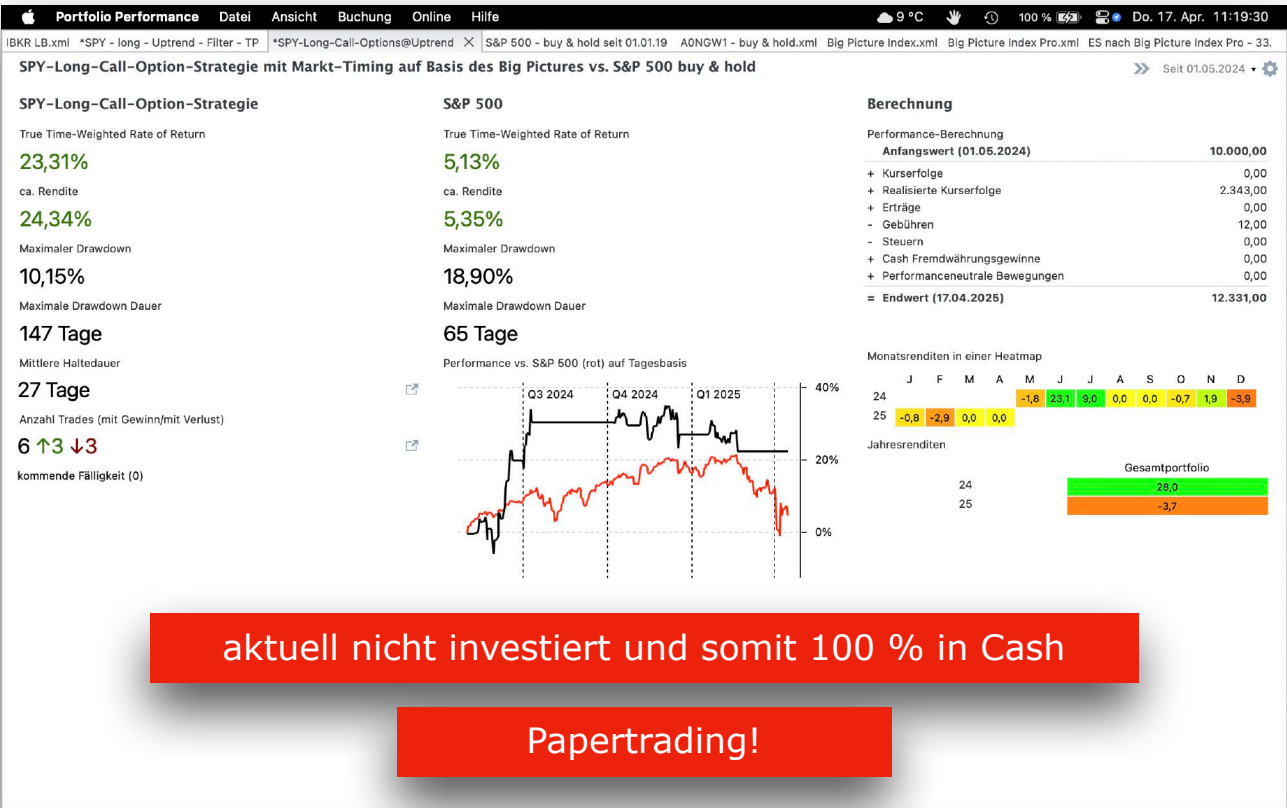 Portfolio Performance Datei Ansicht Buchung Online Hilfe 9 °C 100 % Do. 17. Apr. 11:19:30
IBKR LB.xml *SPY - long - Uptrend - Filter - TP *SPY-Long-Call-Options@Uptrend S&P 500 - buy & hold seit 01.01.19 A0NGW1 - buy & hold.xml Big Picture Index.xml Big Picture Index Pro.xml ES nach Big Picture Index Pro - 33.
SPY-Long-Call-Option-Strategie mit Markt-Timing auf Basis des Big Pictures vs. S&P 500 buy & hold
Seit 01.05.2024
SPY-Long-Call-Option-Strategie
True Time-Weighted Rate of Return
23,31%
ca. Rendite
24,34%
Maximaler Drawdown
10,15%
Maximale Drawdown Dauer
147 Tage
Mittlere Haltedauer
27 Tage
Anzahl Trades (mit Gewinn/mit Verlust)
6 ↑3 ↓3
kommende Fälligkeit (0)
S&P 500
True Time-Weighted Rate of Return
5,13%
ca. Rendite
5,35%
Maximaler Drawdown
18,90%
Maximale Drawdown Dauer
65 Tage
Performance vs. S&P 500 (rot) auf Tagesbasis
Q3 2024 Q4 2024 Q1 2025
40%
20%
0%
Berechnung
Performance-Berechnung
Anfangswert (01.05.2024) 10.000,00
+ Kurserfolge 0,00
+ Realisierte Kurserfolge 2.343,00
+ Erträge 0,00
- Gebühren 12,00
- Steuern 0,00
+ Cash Fremdwährungsgewinne 0,00
+ Performanceneutrale Bewegungen 0,00
= Endwert (17.04.2025) 12.331,00
Monatsrenditen in einer Heatmap
J F M A M J J A S O N D
24 -1,8 23,1 9,0 0,0 0,0 -0,7 1,9 -3,9
25 -0,8 -2,9 0,0 0,0
Jahresrenditen
Gesamtportfolio
24 28,0
25 -3,7
aktuell nicht investiert und somit 100 % in Cash
Papertrading!